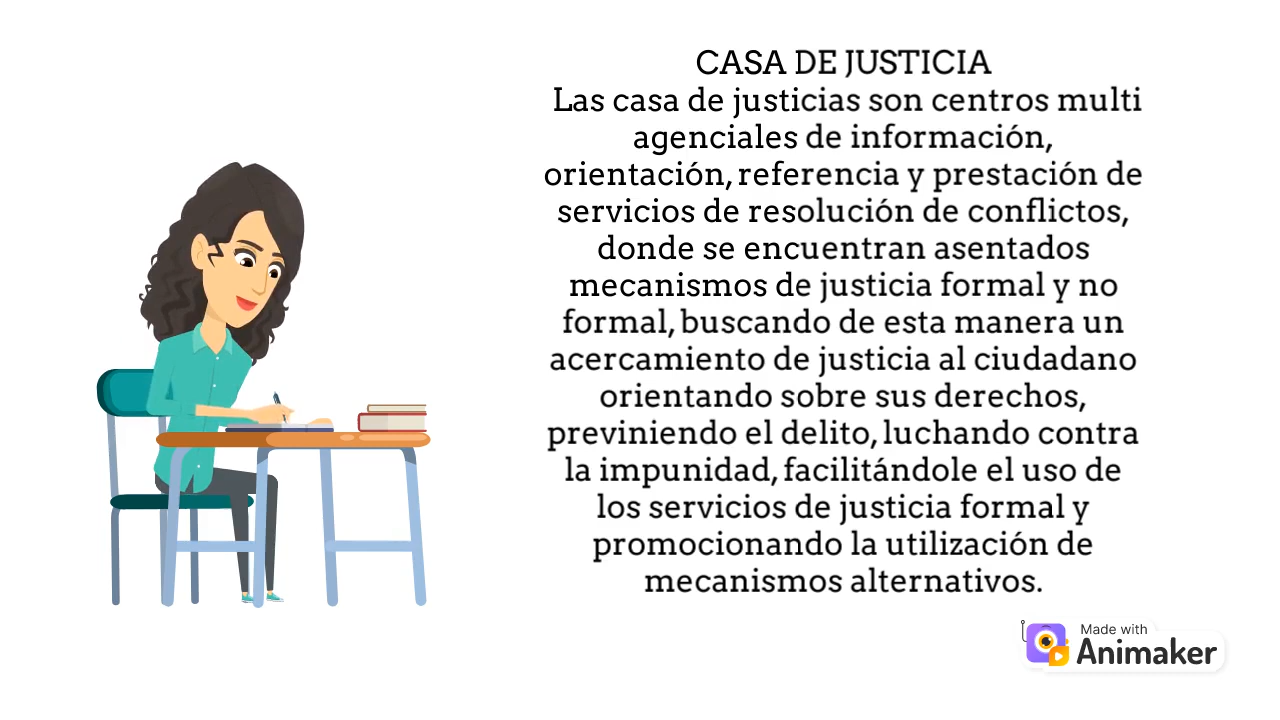 CASA DE JUSTICIA
Las casa de justicias son centros multi
agenciales de información,
orientación, referencia y prestación de
servicios de resolución de conflictos,
donde se encuentran asentados
mecanismos de justicia formal y no
formal, buscando de esta manera un
acercamiento de justicia al ciudadano
orientando sobre sus derechos,
previniendo el delito, luchando contra
la impunidad, facilitándole el uso de
los servicios de justicia formal y
promocionando la utilización de
mecanismos alternativos.
Made with
Animaker